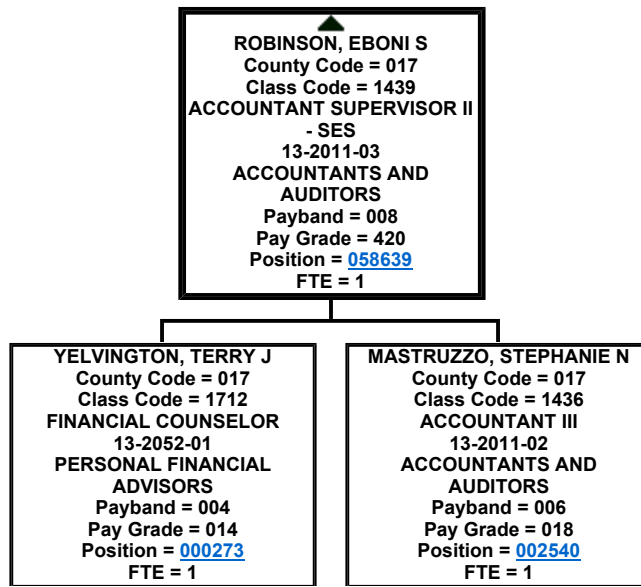 ROBINSON, EBONI S
County Code = 017
Class Code = 1439
ACCOUNTANT SUPERVISOR II
- SES
13-2011-03
ACCOUNTANTS AND
AUDITORS
Payband = 008
Pay Grade = 420
Position = 058639
FTE = 1
YELVINGTON, TERRY J
County Code = 017
Class Code = 1712
FINANCIAL COUNSELOR
13-2052-01
PERSONAL FINANCIAL
ADVISORS
Payband = 004
Pay Grade = 014
Position = 000273
FTE = 1
MASTRUZZO, STEPHANIE N
County Code = 017
Class Code = 1436
ACCOUNTANT III
13-2011-02
ACCOUNTANTS AND
AUDITORS
Payband = 006
Pay Grade = 018
Position = 002540
FTE = 1